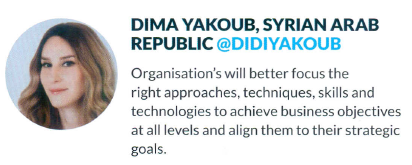 DIMA YAKOUB, SYRIAN ARAB
REPUBLIC @DIDIYAKOUB
Organisation's will better focus the
right approaches, techniques, skills and
technologies to achieve business objectives
at all levels and align them to their strategic
goals.